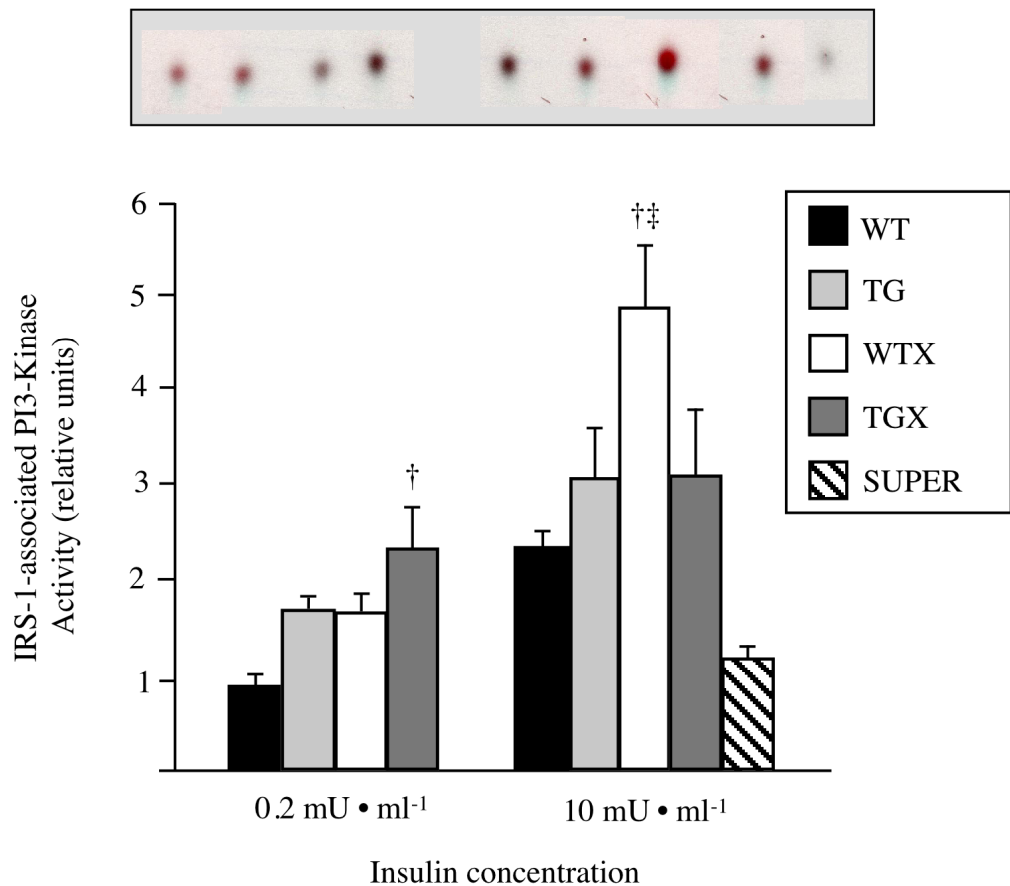 6
†‡
5
4
3
†
2
1
IRS-1-associated PI3-Kinase
Activity (relative units)
WT
TG
WTX
TGX
SUPER
0.2 mU • ml-1
10 mU • ml-1
Insulin concentration